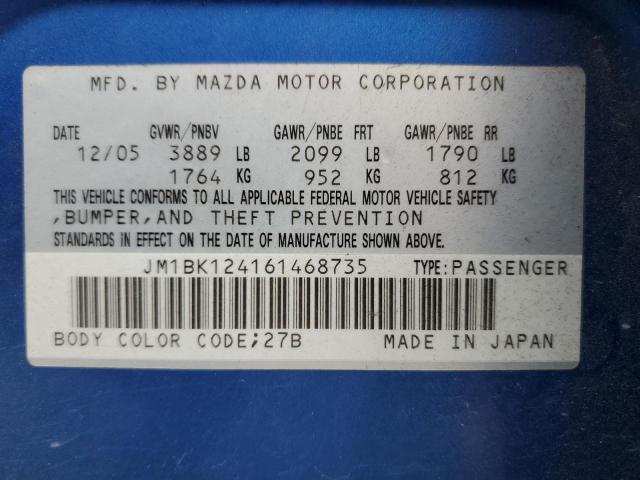 MFD. BY MAZDA MOTOR CORPORATION
DATE GVWR/PNBV GAWR/PNBE FRT GAWR/PNBE RR
12/05 3889 LB 2099 LB 1790 LB
1764 KG 952 KG 812 KG
THIS VEHICLE CONFORMS TO ALL APPLICABLE FEDERAL MOTOR VEHICLE SAFETY
,BUMPER,AND THEFT PREVENTION
STANDARDS IN EFFECT ON THE DATE OF MANUFACTURE SHOWN ABOVE.
JM1BK124161468735 TYPE:PASSENGER
BODY COLOR CODE;27B MADE IN JAPAN